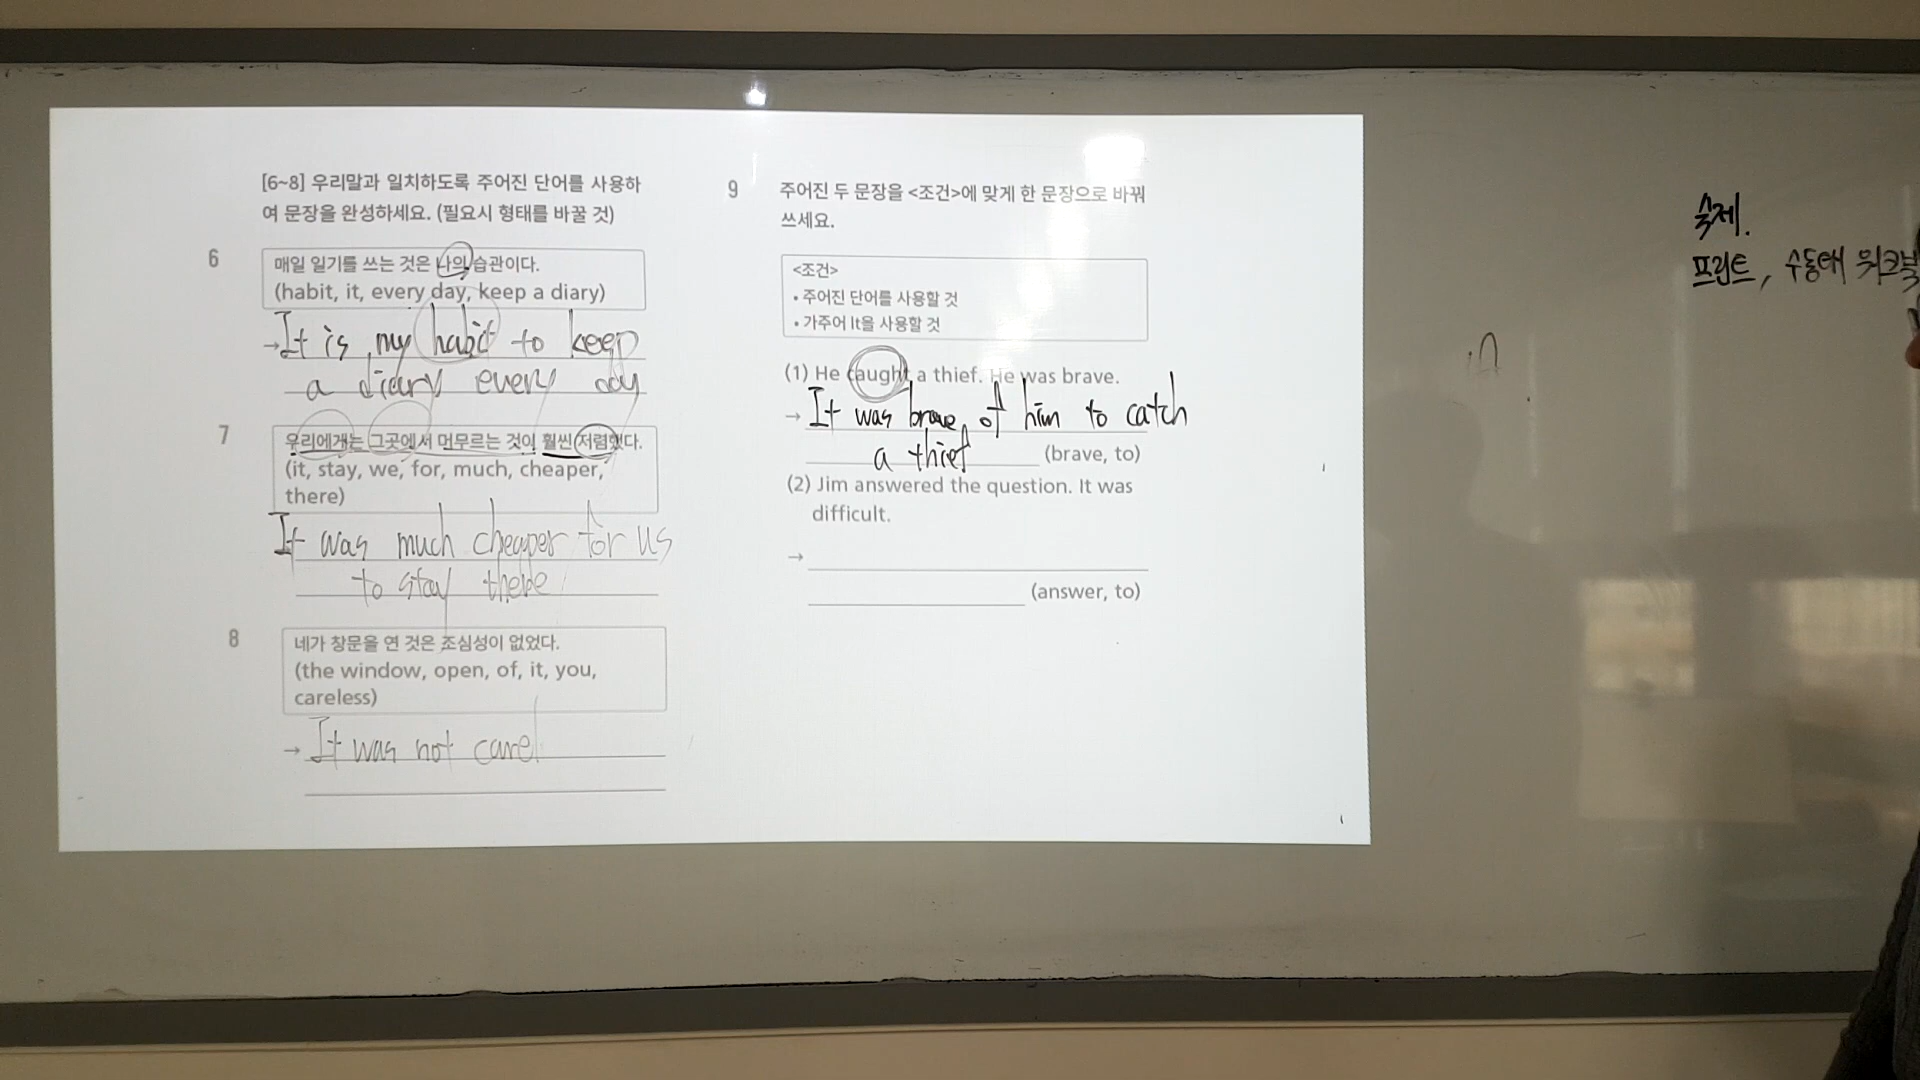 [6~8] 우리말과 일치하도록 주어진 단어를 사용하
여 문장을 완성하세요. (필요시 형태를 바꿀 것)
6
매일 일기를 쓰는 것은 나의 습관이다.
(habit, it, every day, keep a diary)
→ It is my habit to keep
a diary every day
7
우리에게는 그곳에서 머무르는 것이 훨씬 저렴했다.
(it, stay, we, for, much, cheaper,
there)
It was much cheaper for us
to stay there.
8
네가 창문을 연 것은 조심성이 없었다.
(the window, open, of, it, you,
careless)
→ It was not carel
9 주어진 두 문장을 <조건>에 맞게 한 문장으로 바꿔
쓰세요.
<조건>
• 주어진 단어를 사용할 것
• 가주어 It을 사용할 것
(1) He caught a thief. He was brave.
→ It was brave of him to catch
a thief (brave, to)
(2) Jim answered the question. It was
difficult.
→
(answer, to)
숙제.
프린트, 수동태 워크북